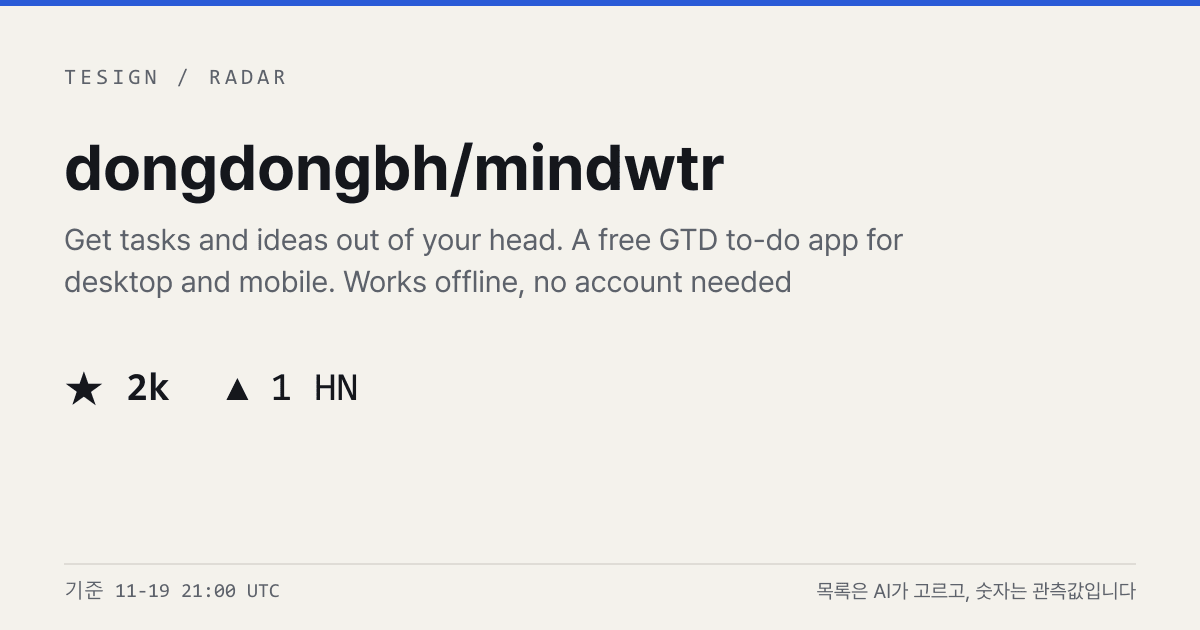 TESIGN / RADAR
dongdongbh/mindwtr
Get tasks and ideas out of your head. A free GTD to-do app for
desktop and mobile. Works offline, no account needed
★ 2k ▲ 1 HN
기준 11-19 21:00 UTC
목록은 AI가 고르고, 숫자는 관측값입니다